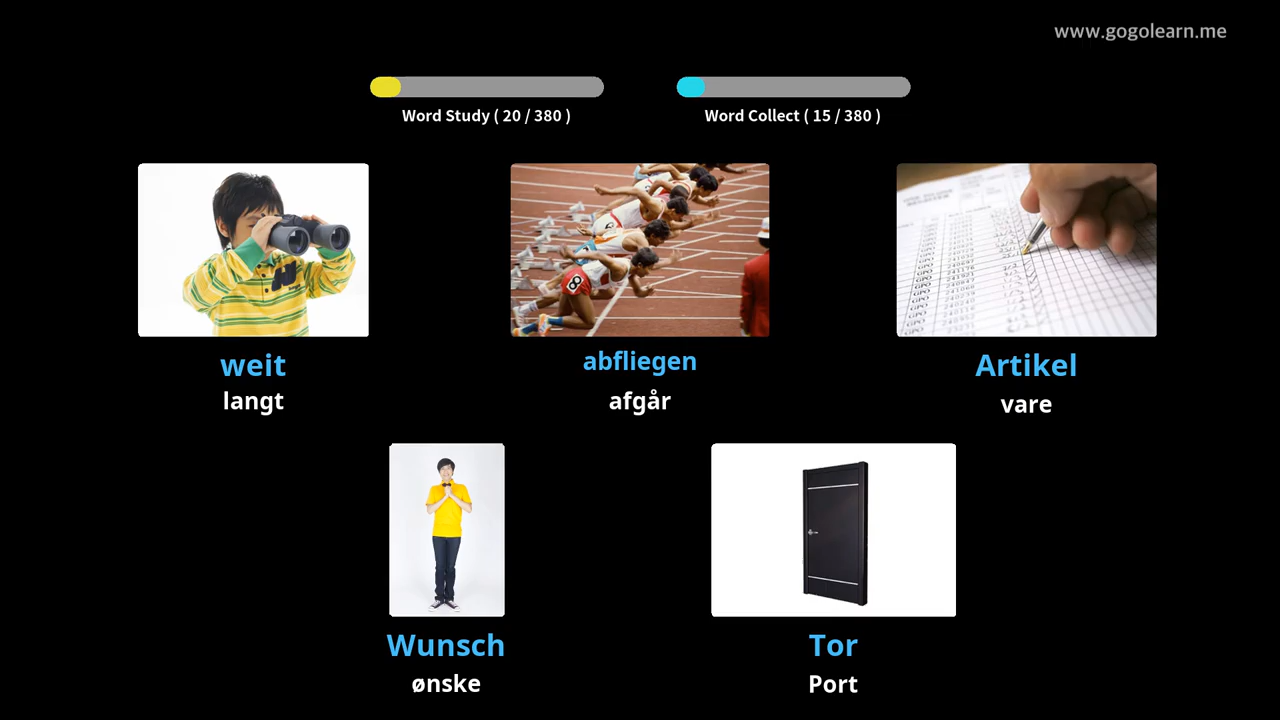 www.gogolearn.me
Word Study ( 20 / 380 )
Word Collect ( 15 / 380 )
weit
abfliegen
Artikel
langt
afgår
vare
Wunsch
Tor
ønske
Port